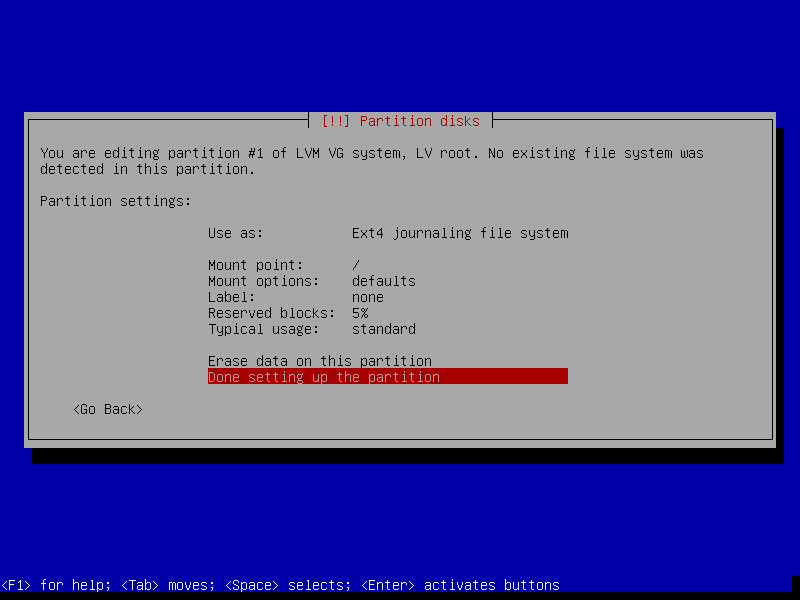 [!!] Partition disks
You are editing partition #1 of LVM VG system, LV root. No existing file system was
detected in this partition.
Partition settings:
Use as: Ext4 journaling file system
Mount point: /
Mount options: defaults
Label: none
Reserved blocks: 5%
Typical usage: standard
Erase data on this partition
Done setting up the partition
<Go Back>
<F1> for help; <Tab> moves; <Space> selects; <Enter> activates buttons